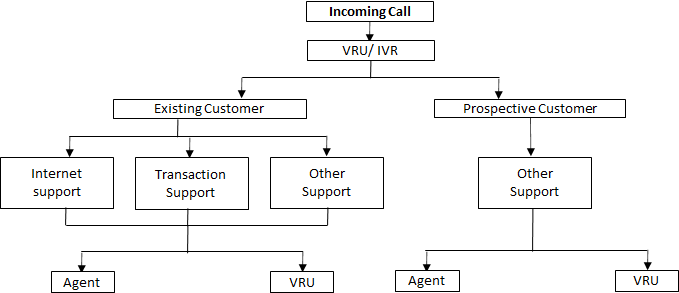 Incoming Call
VRU/ IVR
Existing Customer
Prospective Customer
Internet
support
Transaction
Support
Other
Support
Other
Support
Agent
VRU
Agent
VRU